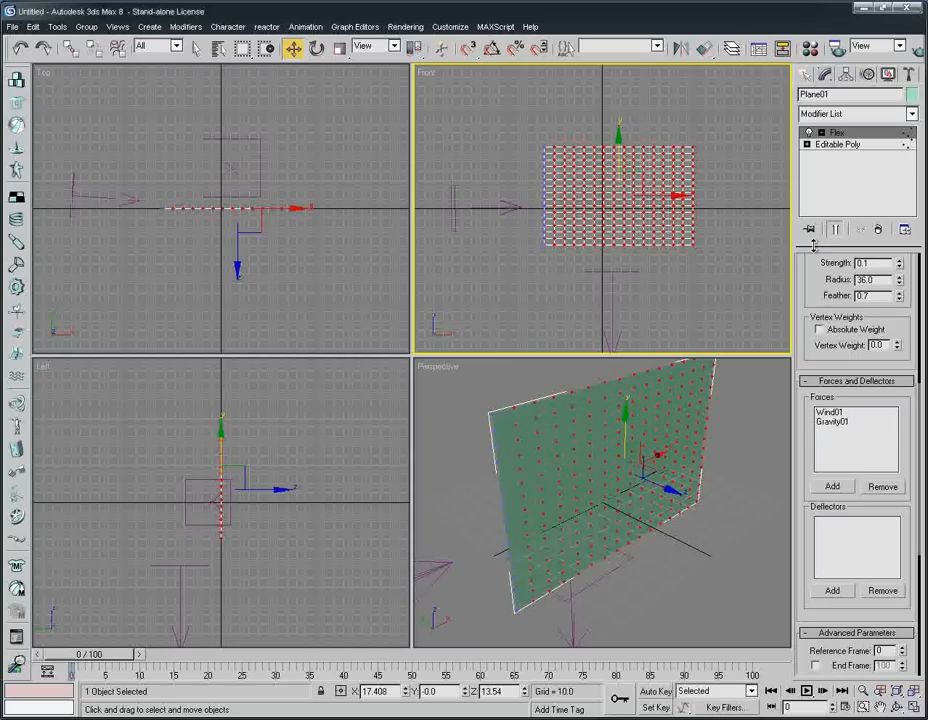 Untitled - Autodesk 3ds Max 8 - Stand-alone License
File Edit Tools Group Views Create Modifiers Character reactor Animation Graph Editors Rendering Customize MAXScript Help
All View View
Top
Front
Left
Perspective
Plane01
Modifier List
Flex
Editable Poly
Strength: 0.1
Radius: 36.0
Feather: 0.7
Vertex Weights
Absolute Weight
Vertex Weight: 0.0
- Forces and Deflectors
Forces:
Wind01
Gravity01
Add Remove
Deflectors:
Add Remove
- Advanced Parameters
Reference Frame: 0
End Frame: 100
0 / 100
0 5 10 15 20 25 30 35 40 45 50 55 60 65 70 75 80 85 90 95 100
1 Object Selected X: 17.408 Y: -0.0 Z: 13.54 Grid = 10.0 Auto Key Selected
Click and drag to select and move objects Add Time Tag Set Key Key Filters... 0